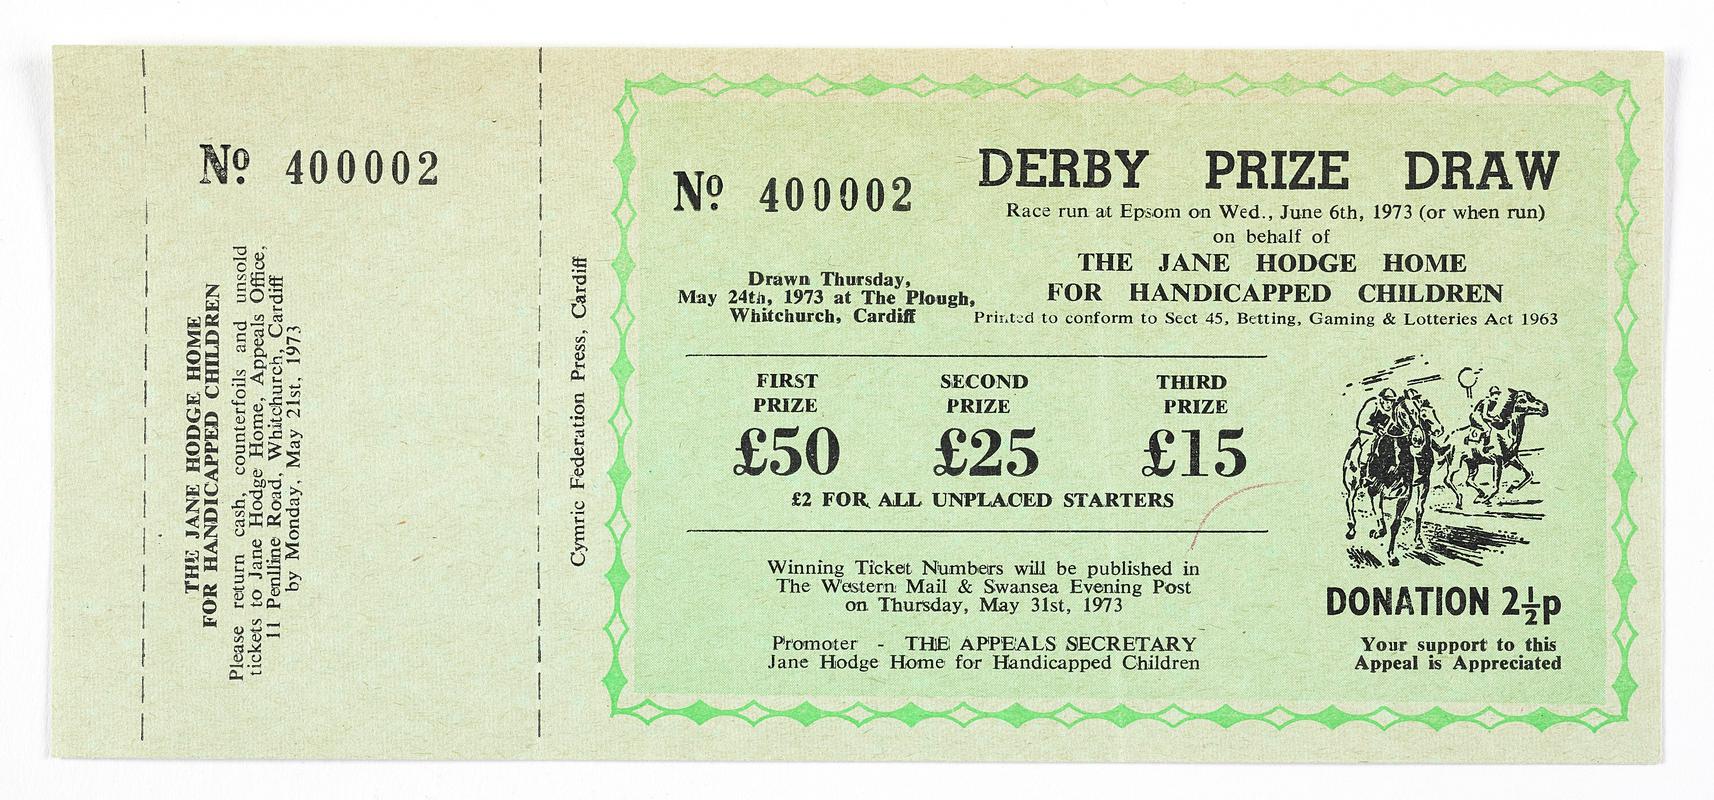 Nº 400002
THE JANE HODGE HOME
FOR HANDICAPPED CHILDREN
Please return cash, counterfoils and unsold
tickets to Jane Hodge Home, Appeals Office,
11 Penlline Road, Whitchurch, Cardiff
by Monday, May 21st, 1973
Cymric Federation Press, Cardiff
Nº 400002
DERBY PRIZE DRAW
Race run at Epsom on Wed., June 6th, 1973 (or when run)
on behalf of
THE JANE HODGE HOME
FOR HANDICAPPED CHILDREN
Printed to conform to Sect 45, Betting, Gaming & Lotteries Act 1963
Drawn Thursday,
May 24th, 1973 at The Plough,
Whitchurch, Cardiff
FIRST
PRIZE
£50
SECOND
PRIZE
£25
THIRD
PRIZE
£15
£2 FOR ALL UNPLACED STARTERS
Winning Ticket Numbers will be published in
The Western Mail & Swansea Evening Post
on Thursday, May 31st, 1973
Promoter - THE APPEALS SECRETARY
Jane Hodge Home for Handicapped Children
DONATION 2½p
Your support to this
Appeal is Appreciated